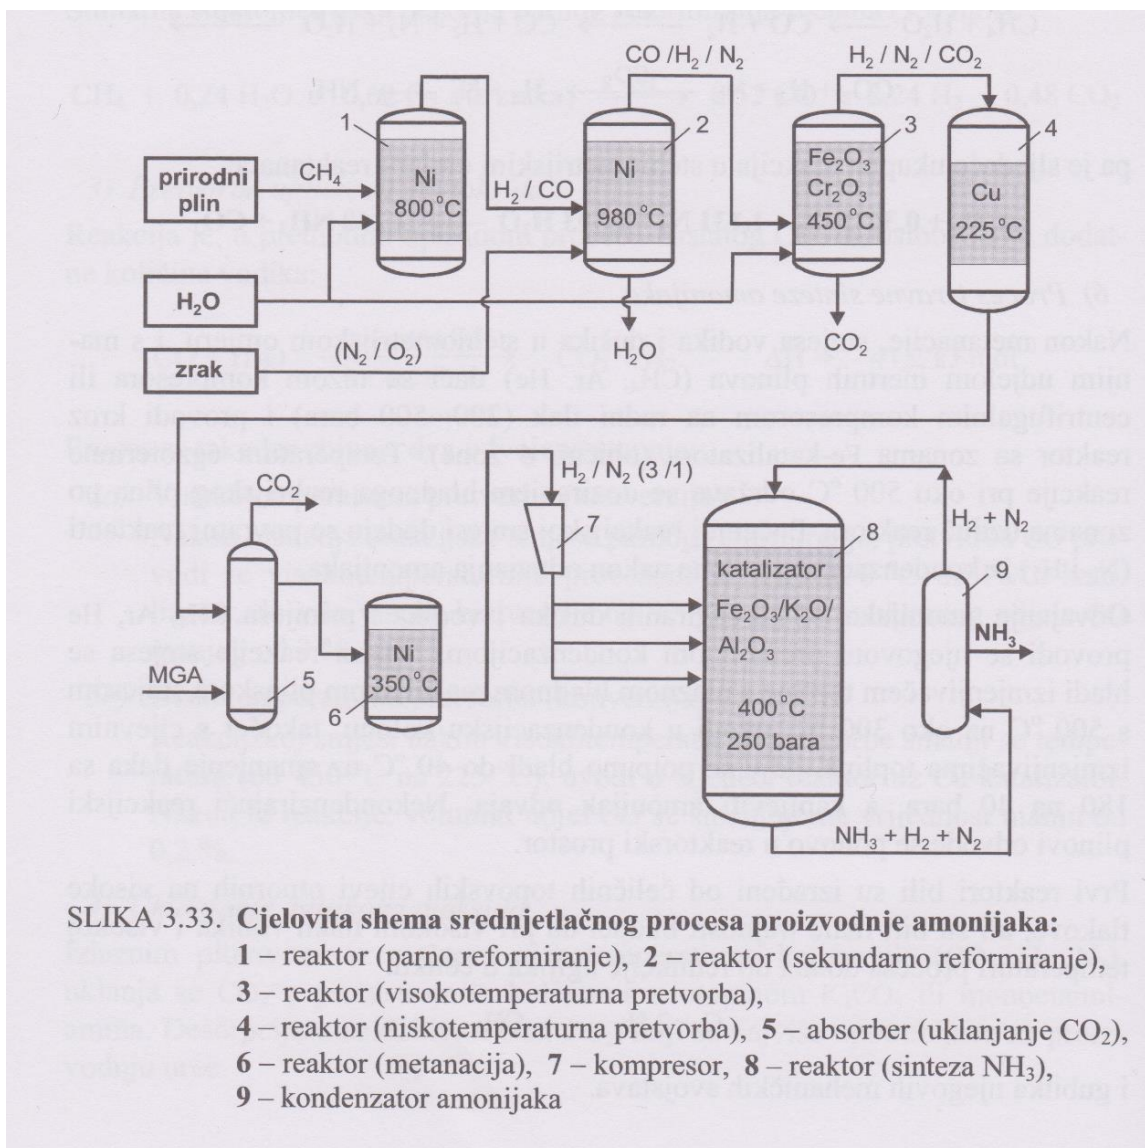 CO /H₂ / N₂
H₂ / N₂ / CO₂
1
2
3
4
prirodni
plin
CH₄
Ni
800°C
H₂ / CO
Ni
980°C
Fe₂O₃
Cr₂O₃
450°C
Cu
225°C
H₂O
zrak
(N₂ / O₂)
H₂O
CO₂
CO₂
H₂ / N₂ (3 /1)
7
8
H₂ + N₂
9
katalizator
Fe₂O₃/K₂O/
Al₂O₃
400°C
250 bara
NH₃
MGA
5
Ni
350°C
6
NH₃ + H₂ + N₂
SLIKA 3.33. Cjelovita shema srednjetlačnog procesa proizvodnje amonijaka:
1 – reaktor (parno reformiranje), 2 – reaktor (sekundarno reformiranje),
3 – reaktor (visokotemperaturna pretvorba),
4 – reaktor (niskotemperaturna pretvorba), 5 – absorber (uklanjanje CO₂),
6 – reaktor (metanacija), 7 – kompresor, 8 – reaktor (sinteza NH₃),
9 – kondenzator amonijaka